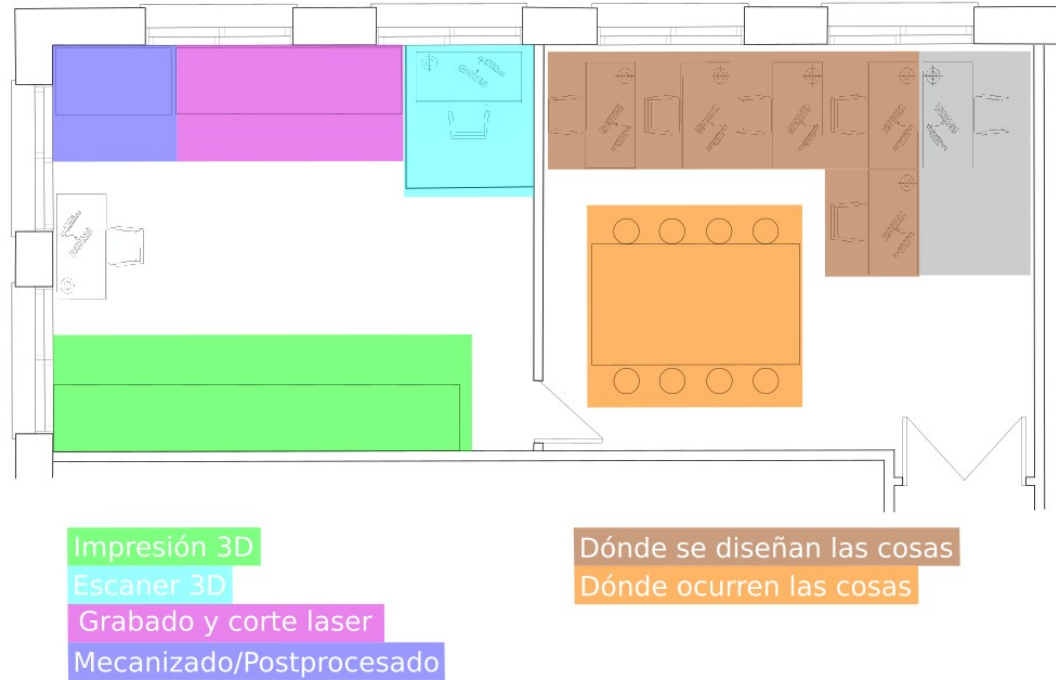 Impresión 3D
Escaner 3D
Grabado y corte laser
Mecanizado/Postprocesado
Dónde se diseñan las cosas
Dónde ocurren las cosas